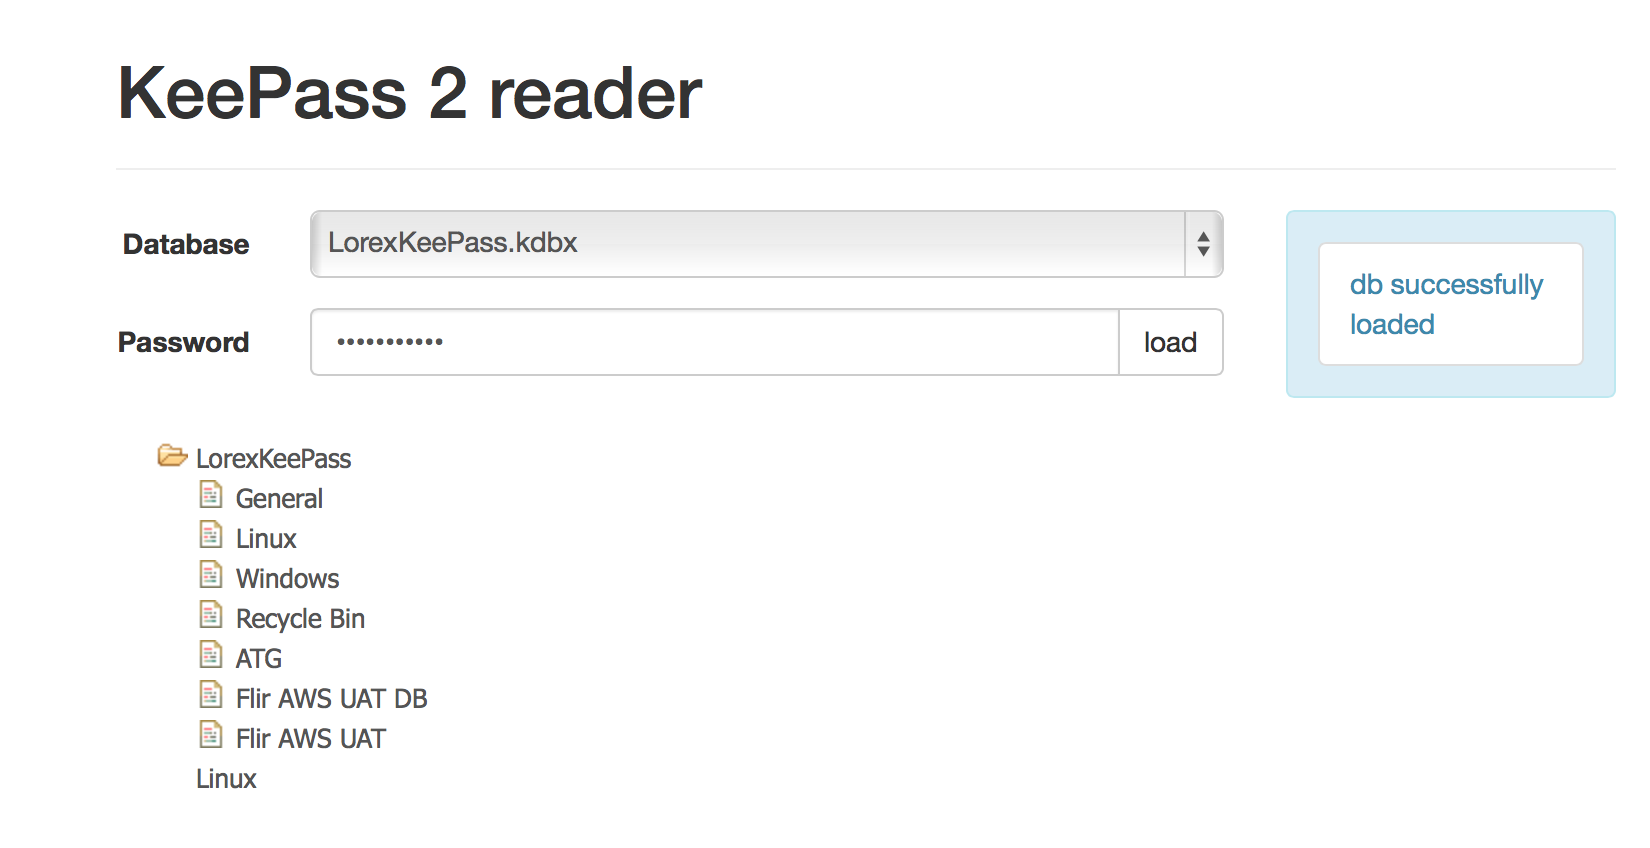 KeePass 2 reader
Database
LorexKeePass.kdbx
Password
•••••••••••
load
db successfully
loaded
LorexKeePass
General
Linux
Windows
Recycle Bin
ATG
Flir AWS UAT DB
Flir AWS UAT
Linux